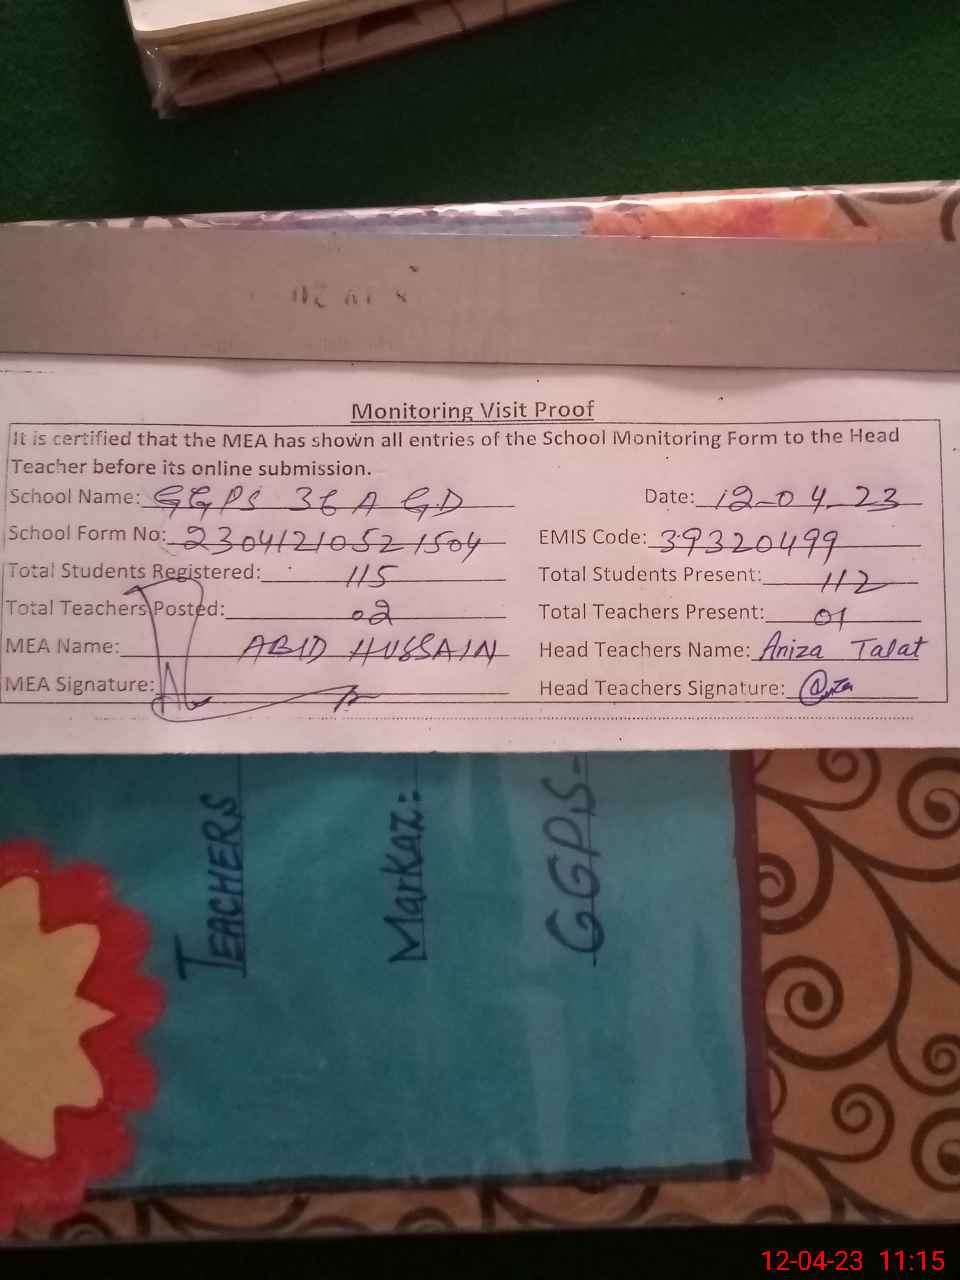 Monitoring Visit Proof
It is certified that the MEA has shown all entries of the School Monitoring Form to the Head
Teacher before its online submission.
School Name: GGPS 36 A GD Date: 12-04-23
School Form No: 23041210521504 EMIS Code: 39320499
Total Students Registered: 115 Total Students Present: 112
Total Teachers Posted: 02 Total Teachers Present: 01
MEA Name: ABID HUSSAIN Head Teachers Name: Aniza Talat
MEA Signature: Head Teachers Signature:
TEACHERS
Markaz:
GGPS-
12-04-23 11:15